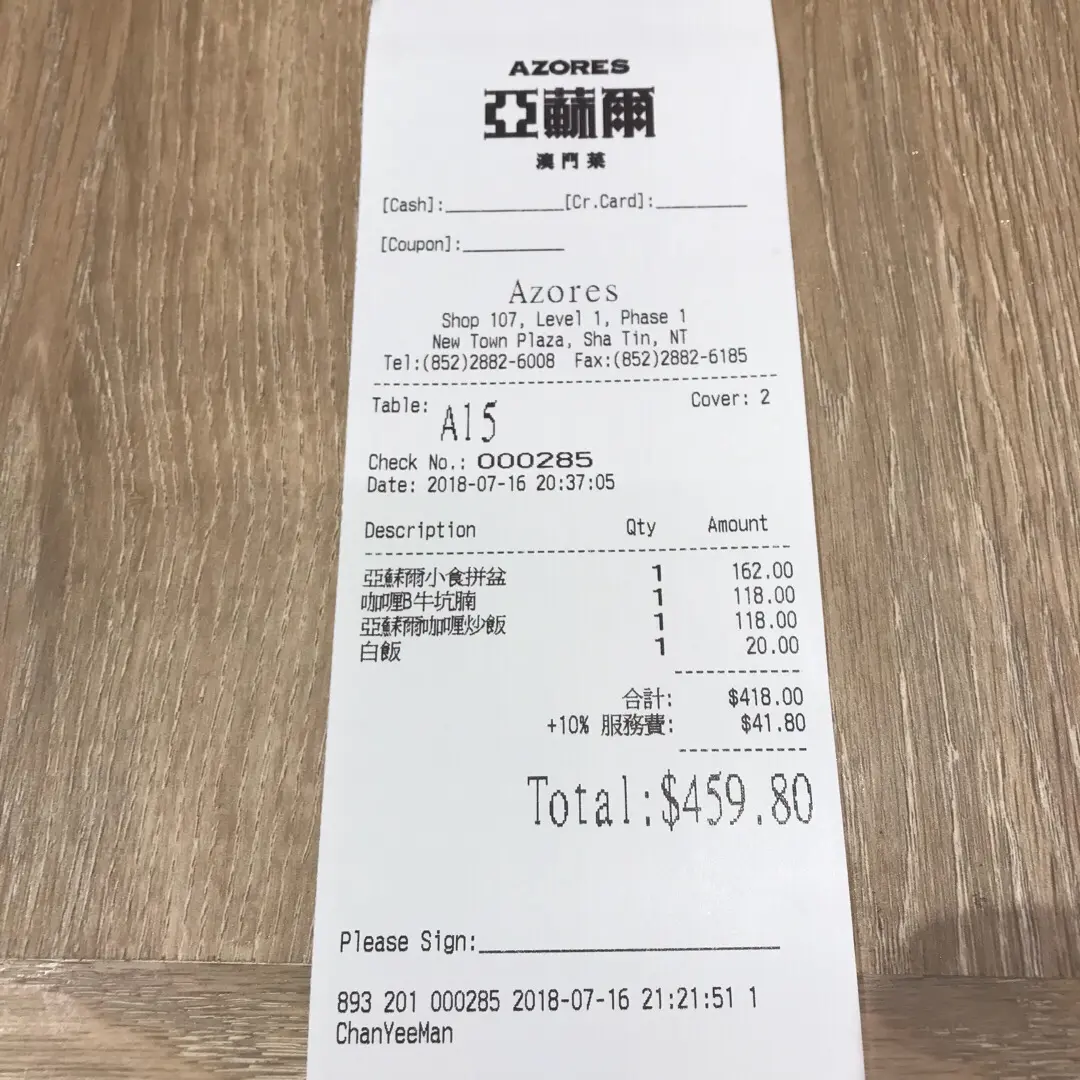 AZORES
亞蘇爾
澳門菜
[Cash]:____________[Cr.Card]:_________
[Coupon]:__________
Azores
Shop 107, Level 1, Phase 1
New Town Plaza, Sha Tin, NT
Tel:(852)2882-6008 Fax:(852)2882-6185
Table: A15 Cover: 2
Check No.: 000285
Date: 2018-07-16 20:37:05
Description Qty Amount
亞蘇爾小食拼盆 1 162.00
咖喱B牛坑腩 1 118.00
亞蘇爾咖喱炒飯 1 118.00
白飯 1 20.00
合計: $418.00
+10% 服務費: $41.80
Total:$459.80
Please Sign:____________________
893 201 000285 2018-07-16 21:21:51 1
ChanYeeMan